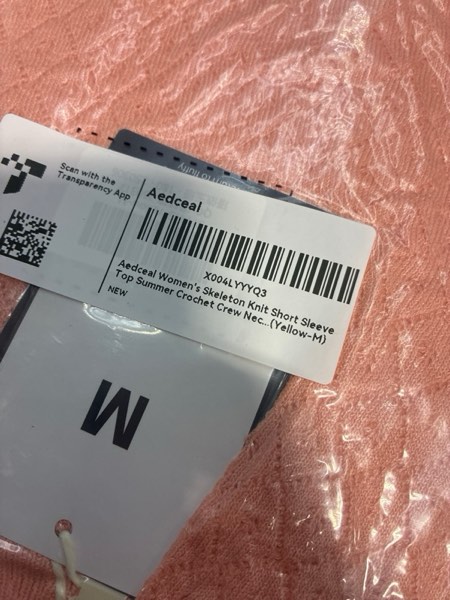 Scan with the
Transparency App
Aedceal
X004LYYYQ3
Aedceal Women's Skeleton Knit Short Sleeve
Top Summer Crochet Crew Nec...(Yellow-M)
NEW
M